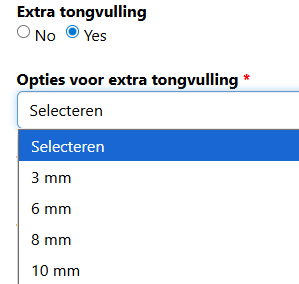 Extra tongvulling
No Yes
Opties voor extra tongvulling *
Selecteren
Selecteren
3 mm
6 mm
8 mm
10 mm